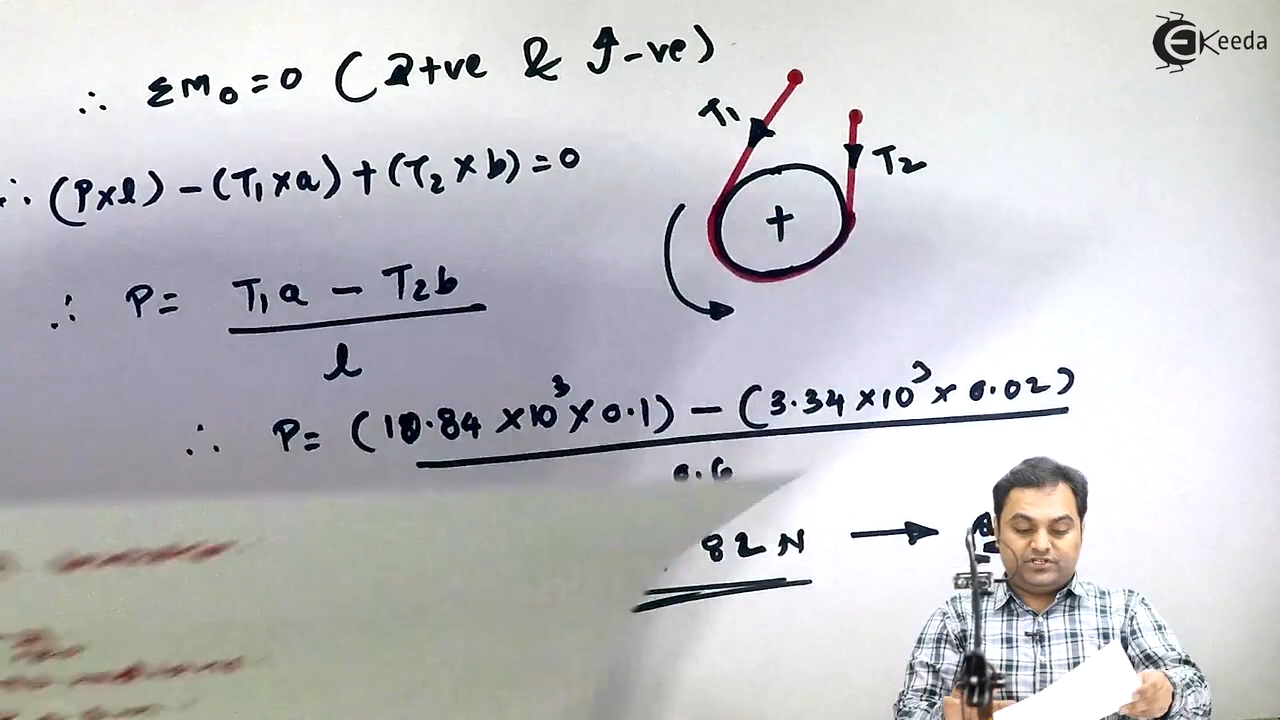 EKeeda
∴ ΣM₀ = 0 (↻+ve & ↺-ve)
∴ (P×l) - (T₁×a) + (T₂×b) = 0
T₁
T₂
∴ P = T₁a - T₂b
l
∴ P = (10.84×10³×0.1) - (3.34×10³×0.02)
0.6
82 N →